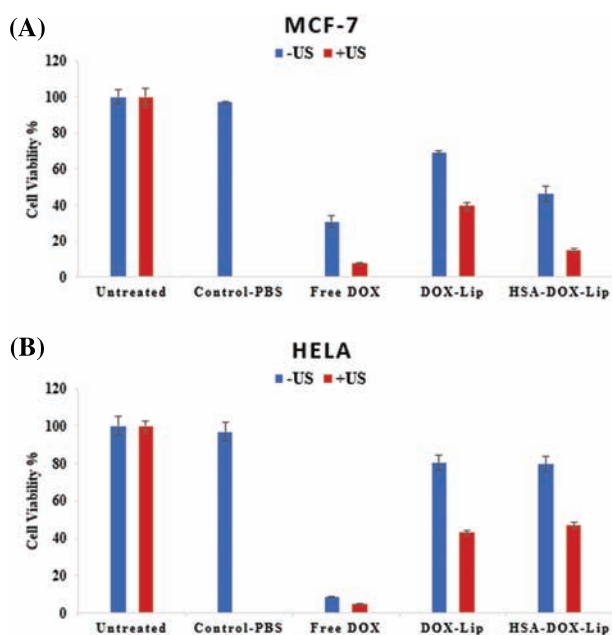 (A)
MCF-7
-US +US
Cell Viability %
120
100
80
60
40
20
0
Untreated Control-PBS Free DOX DOX-Lip HSA-DOX-Lip
(B)
HELA
-US +US
Cell Viability %
120
100
80
60
40
20
0
Untreated Control-PBS Free DOX DOX-Lip HSA-DOX-Lip